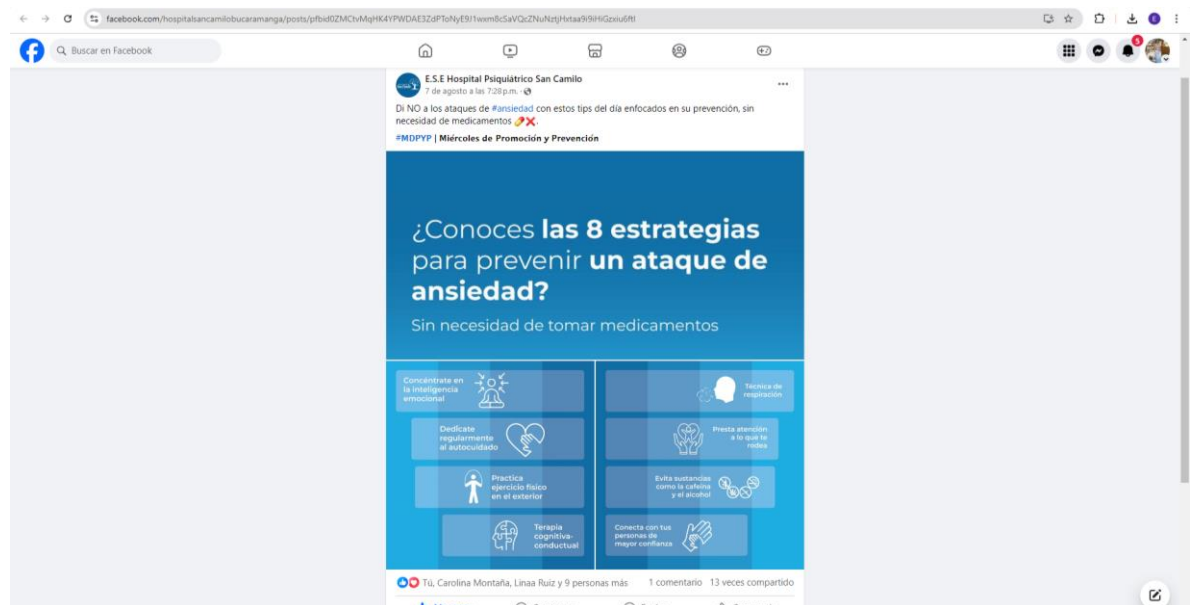 facebook.com/hospitalsancamilobucaramanga/posts/
Buscar en Facebook
5
E
E.S.E Hospital Psiquiátrico San Camilo
7 de agosto a las 7:28 p.m. ·
Di NO a los ataques de #ansiedad con estos tips del día enfocados en su prevención, sin
necesidad de medicamentos
#MDPYP | Miércoles de Promoción y Prevención
¿Conoces las 8 estrategias
para prevenir un ataque de
ansiedad?
Sin necesidad de tomar medicamentos
Concéntrate en
la inteligencia
emocional
Dedícate
regularmente
al autocuidado
Practica
ejercicio físico
en el exterior
Terapia
cognitiva-
conductual
Técnica de
respiración
Presta atención
a lo que te
rodea
Evita sustancias
como la cafeína
y el alcohol
Conecta con tus
personas de
mayor confianza
Tú, Carolina Montaña, Linaa Ruiz y 9 personas más
1 comentario 13 veces compartido